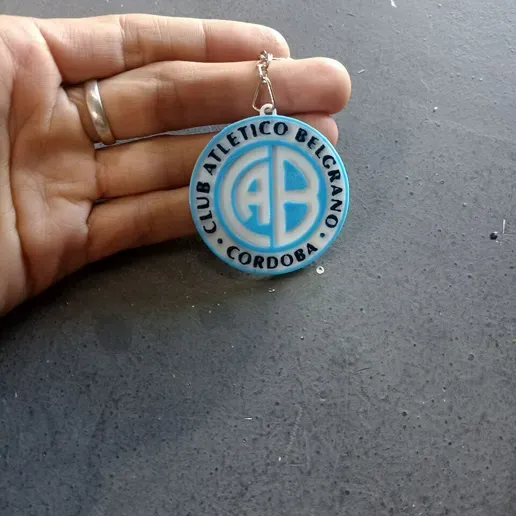 CLUB ATLETICO BELGRANO
CAB
· CORDOBA ·